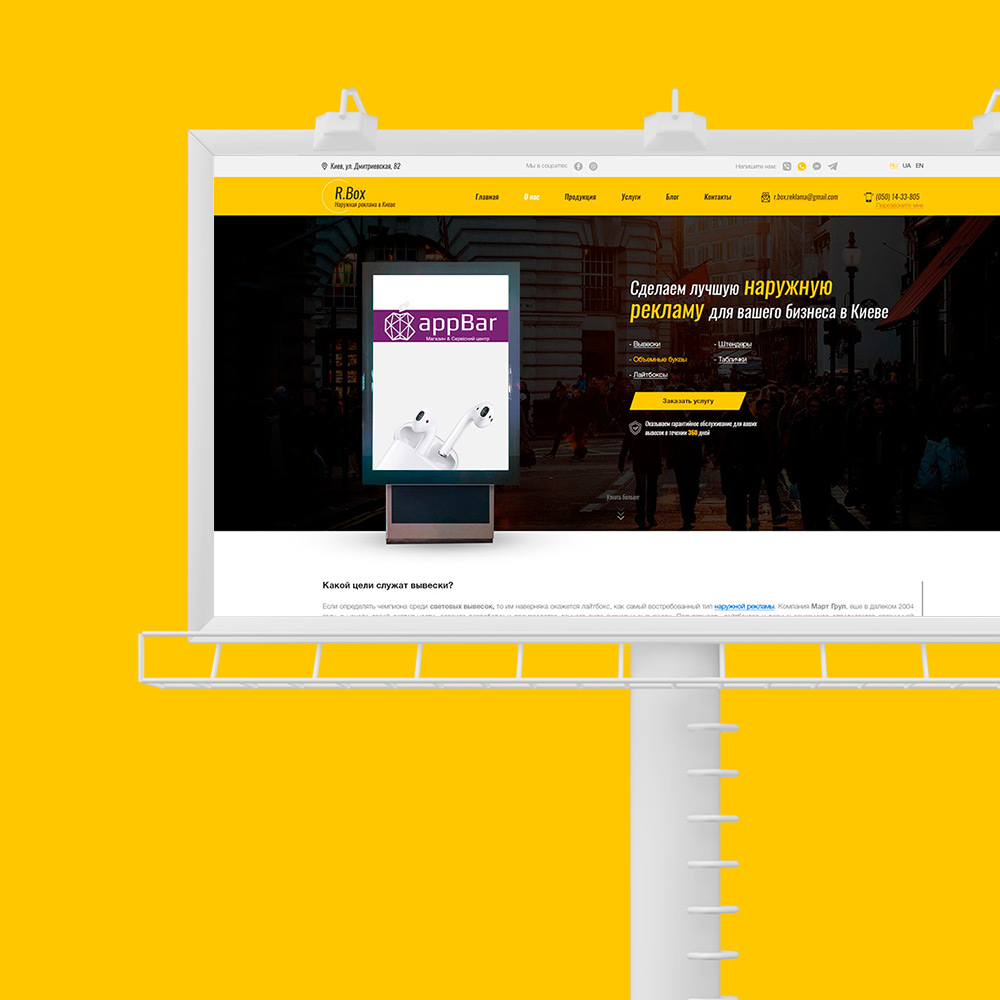 Киев, ул. Дмитриевская, 82
Мы в соцсетях:
Напишите нам:
RU UA EN
R.Box
Наружная реклама в Киеве
Главная
О нас
Продукция
Услуги
Блог
Контакты
r.box.reklama@gmail.com
(050) 14-33-805
Перезвоните мне
appBar
Магазин & Сервисный центр
Сделаем лучшую наружную
рекламу для вашего бизнеса в Киеве
- Вывески
- Штендеры
- Объемные буквы
- Таблички
- Лайтбоксы
Заказать услугу
Оказываем гарантийное обслуживание для ваших
вывесок в течении 360 дней
Узнать больше
Какой цели служат вывески?
Если определять чемпиона среди световых вывесок, то им наверняка окажется лайтбокс, как самый востребованный тип наружной рекламы. Компания Март Груп, еше в далеком 2004